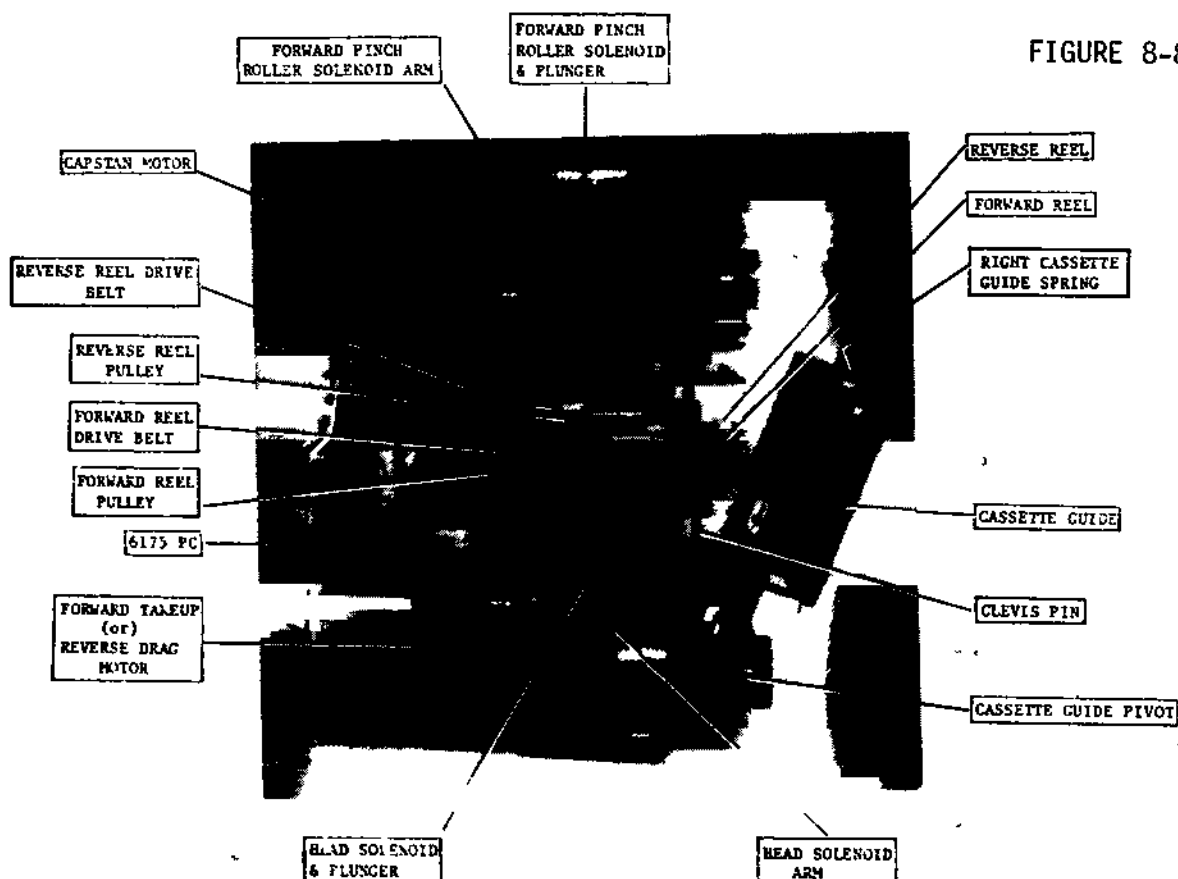 FORWARD PINCH
ROLLER SOLENOID ARM
FORWARD PINCH
ROLLER SOLENOID
& PLUNGER
FIGURE 8-8
CAPSTAN MOTOR
REVERSE REEL DRIVE
BELT
REVERSE REEL
PULLEY
FORWARD REEL
DRIVE BELT
FORWARD REEL
PULLEY
6175 PC
FORWARD TAKEUP
(or)
REVERSE DRAG
MOTOR
REVERSE REEL
FORWARD REEL
RIGHT CASSETTE
GUIDE SPRING
CASSETTE GUIDE
CLEVIS PIN
CASSETTE GUIDE PIVOT
HEAD SOLENOID
& PLUNGER
HEAD SOLENOID
ARM